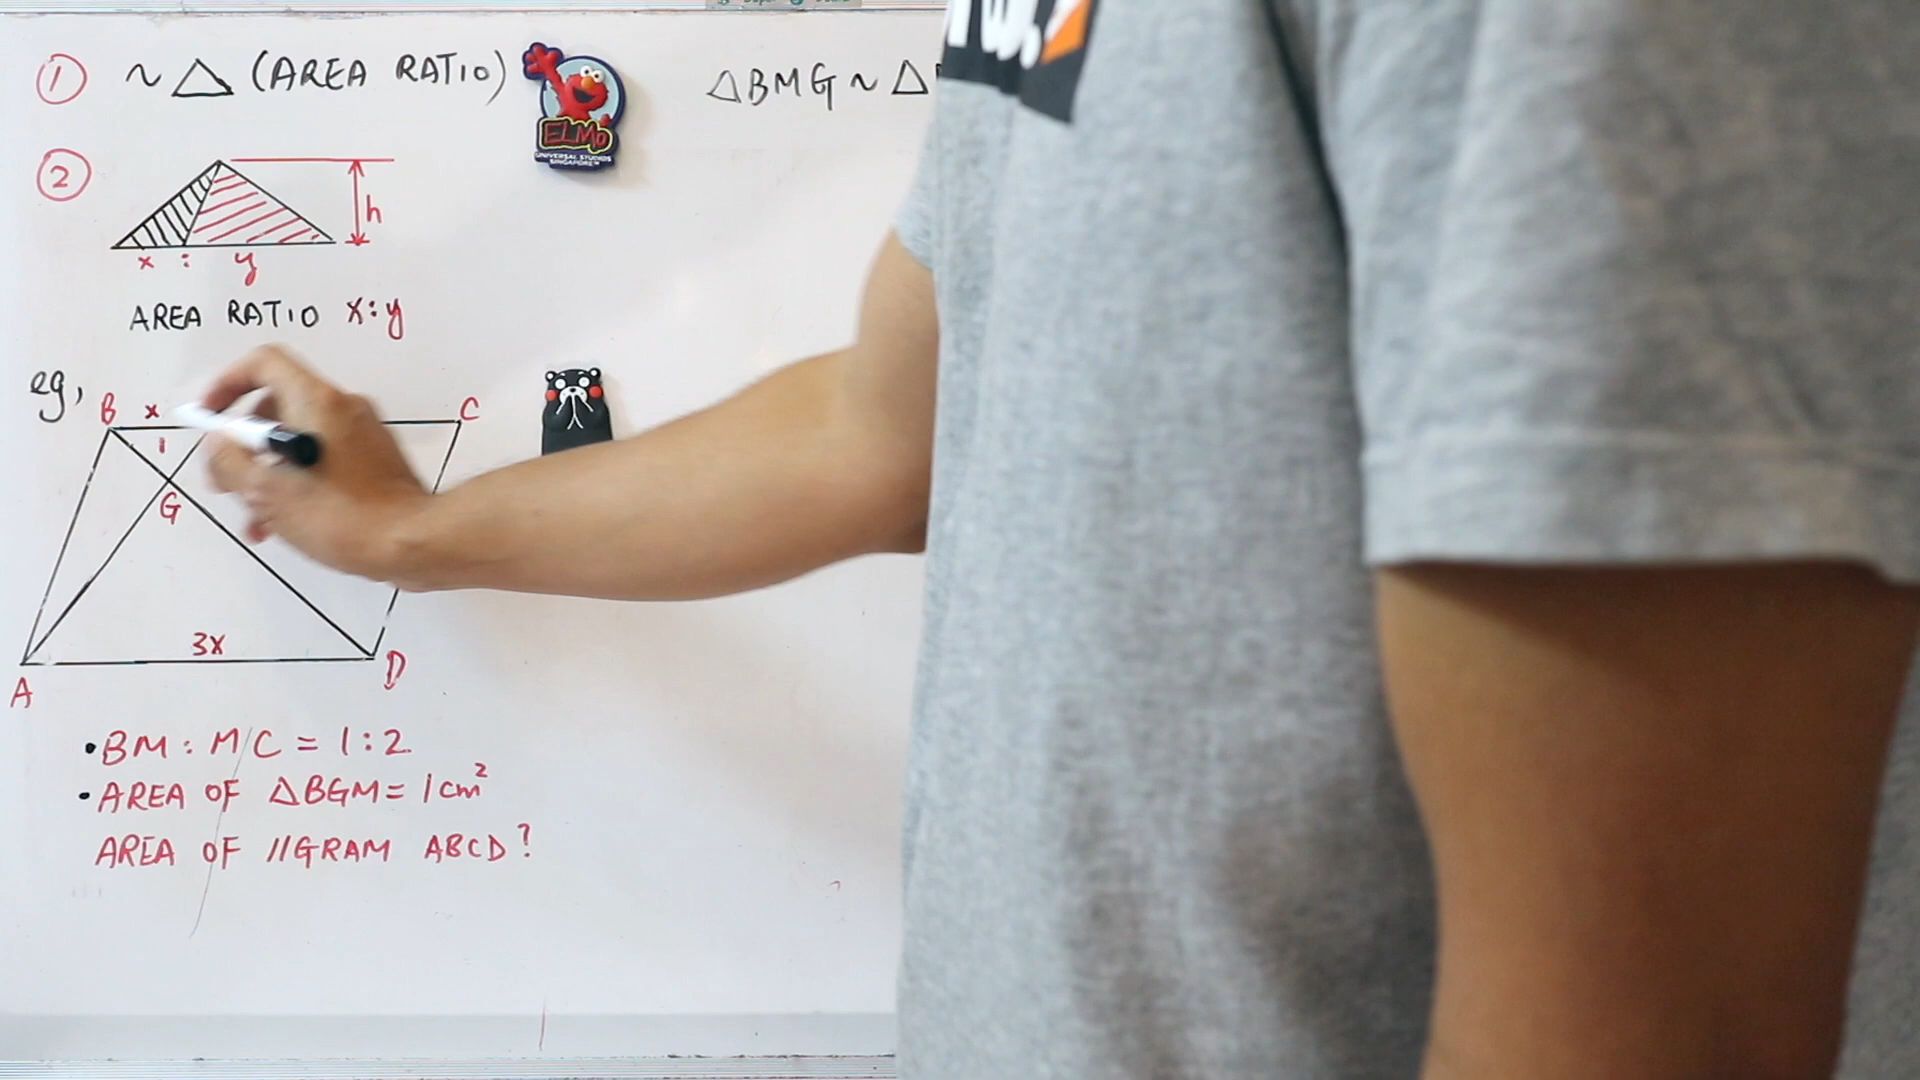 ① ~ △ (AREA RATIO)
△BMG ~ △
ELMO
UNIVERSAL STUDIOS
SINGAPORE™
②
h
x : y
AREA RATIO x:y
eg,
B x C
1
G
3x
A D
• BM : MC = 1:2
• AREA OF △BGM = 1cm²
AREA OF //GRAM ABCD?